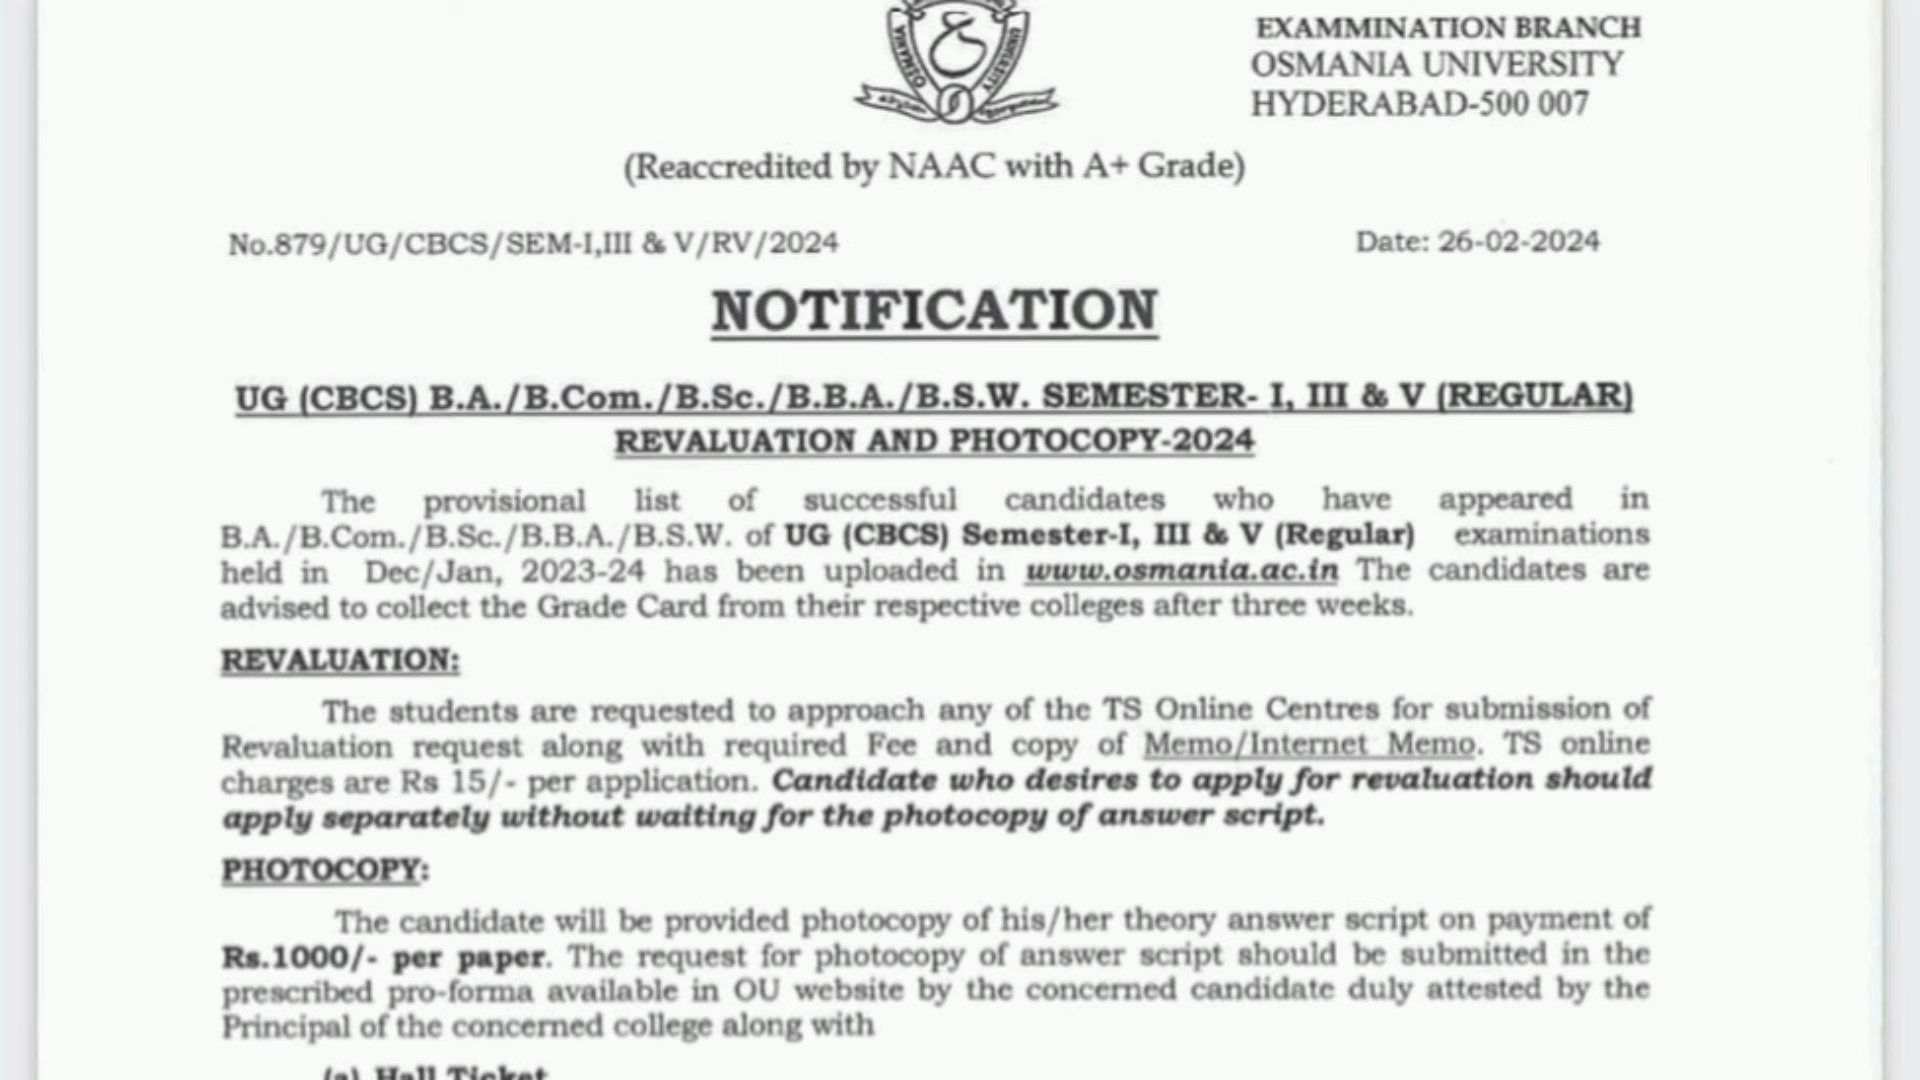 EXAMMINATION BRANCH
OSMANIA UNIVERSITY
OSMANIA UNIVERSITY
HYDERABAD-500 007
(Reaccredited by NAAC with A+ Grade)
No.879/UG/CBCS/SEM-I,III & V/RV/2024 Date: 26-02-2024
NOTIFICATION
UG (CBCS) B.A./B.Com./B.Sc./B.B.A./B.S.W. SEMESTER- I, III & V (REGULAR)
REVALUATION AND PHOTOCOPY-2024
The provisional list of successful candidates who have appeared in
B.A./B.Com./B.Sc./B.B.A./B.S.W. of UG (CBCS) Semester-I, III & V (Regular) examinations
held in Dec/Jan, 2023-24 has been uploaded in www.osmania.ac.in The candidates are
advised to collect the Grade Card from their respective colleges after three weeks.
REVALUATION:
The students are requested to approach any of the TS Online Centres for submission of
Revaluation request along with required Fee and copy of Memo/Internet Memo. TS online
charges are Rs 15/- per application. Candidate who desires to apply for revaluation should
apply separately without waiting for the photocopy of answer script.
PHOTOCOPY:
The candidate will be provided photocopy of his/her theory answer script on payment of
Rs.1000/- per paper. The request for photocopy of answer script should be submitted in the
prescribed pro-forma available in OU website by the concerned candidate duly attested by the
Principal of the concerned college along with
(a) Hall Ticket